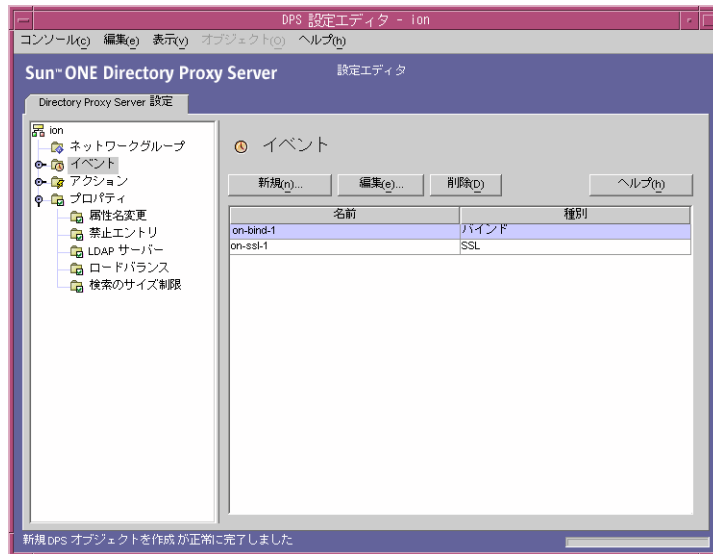 DPS 設定エディタ - ion
コンソール(c) 編集(e) 表示(v) オブジェクト(O) ヘルプ(h)
Sun™ ONE Directory Proxy Server 設定エディタ
Directory Proxy Server 設定
ion
ネットワークグループ
イベント
アクション
プロパティ
属性名変更
禁止エントリ
LDAP サーバー
ロードバランス
検索のサイズ制限
イベント
新規(n)... 編集(e)... 削除(D) ヘルプ(h)
名前 種別
on-bind-1 バインド
on-ssl-1 SSL
新規 DPS オブジェクトを作成 が正常に完了しました